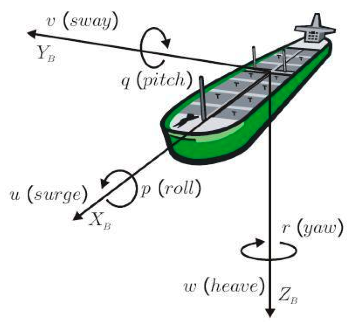 v (sway)
Y_B
q (pitch)
u (surge)
p (roll)
X_B
r (yaw)
w (heave)
Z_B